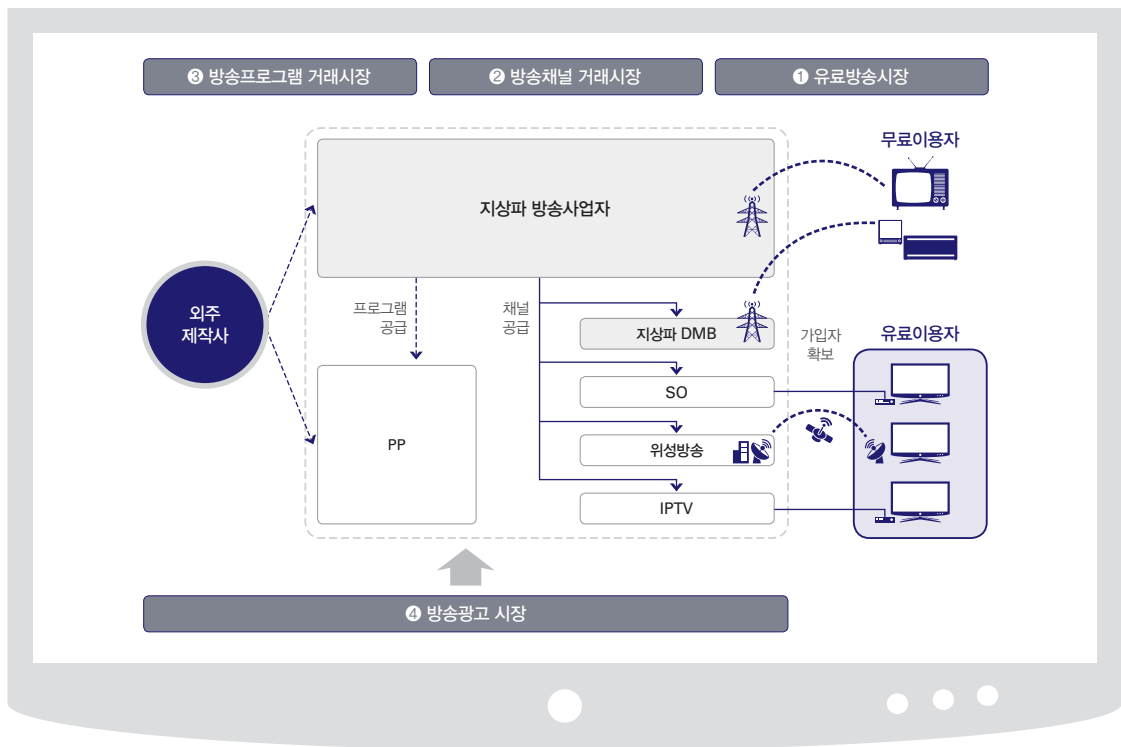 ❸ 방송프로그램 거래시장
❷ 방송채널 거래시장
❶ 유료방송시장
무료이용자
지상파 방송사업자
외주
제작사
프로그램
공급
채널
공급
지상파 DMB
가입자
확보
유료이용자
SO
PP
위성방송
IPTV
❹ 방송광고 시장